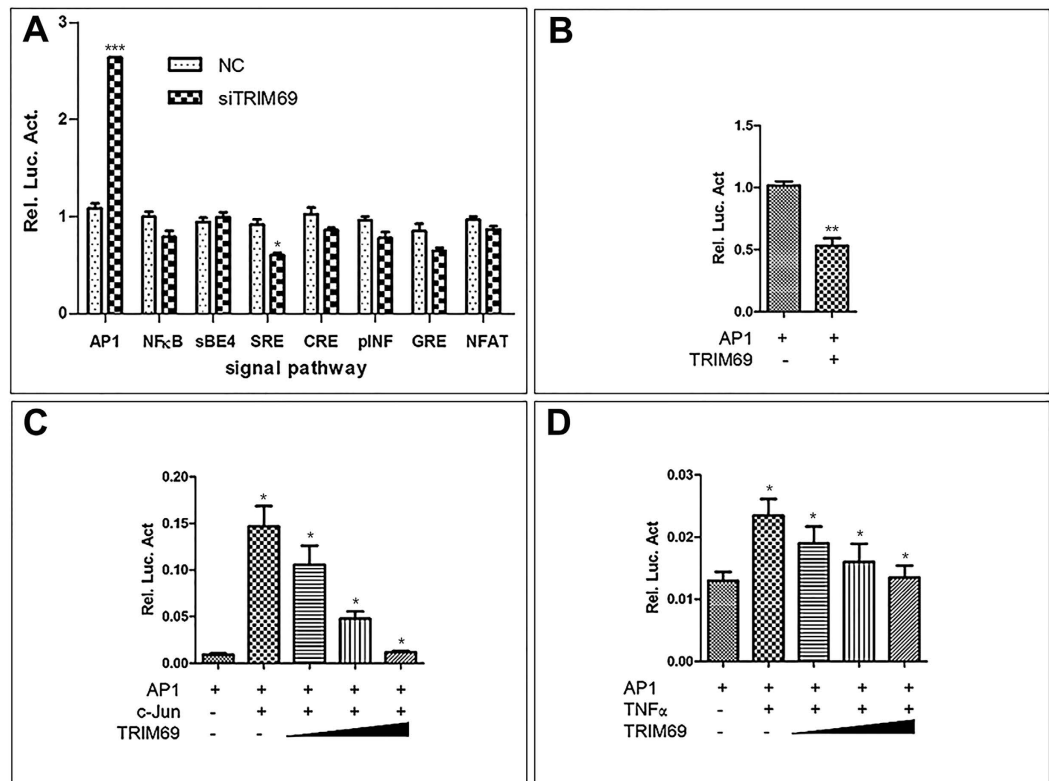 A
Rel. Luc. Act.
3
2
1
0
***
*
NC
siTRIM69
AP1 NFκB sBE4 SRE CRE pINF GRE NFAT
signal pathway
B
Rel. Luc. Act
1.5
1.0
0.5
0.0
**
AP1 + +
TRIM69 - +
C
Rel. Luc. Act
0.20
0.15
0.10
0.05
0.00
* * * *
AP1 + + + + +
c-Jun - + + + +
TRIM69 - -
D
Rel. Luc. Act
0.03
0.02
0.01
0.00
* * * *
AP1 + + + + +
TNFα - + + + +
TRIM69 - -